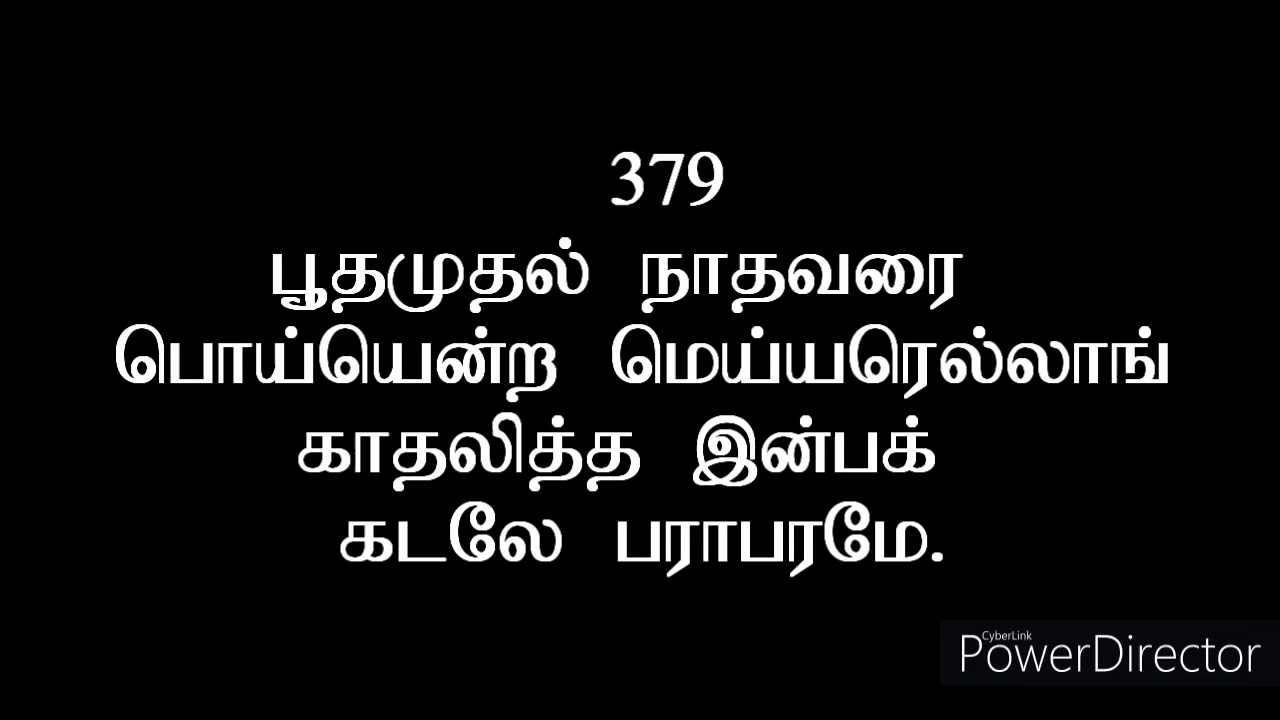 379
பூதமுதல் நாதவரை
பொய்யென்ற மெய்யரெல்லாங்
காதலித்த இன்பக்
கடலே பராபரமே.
CyberLink
PowerDirector